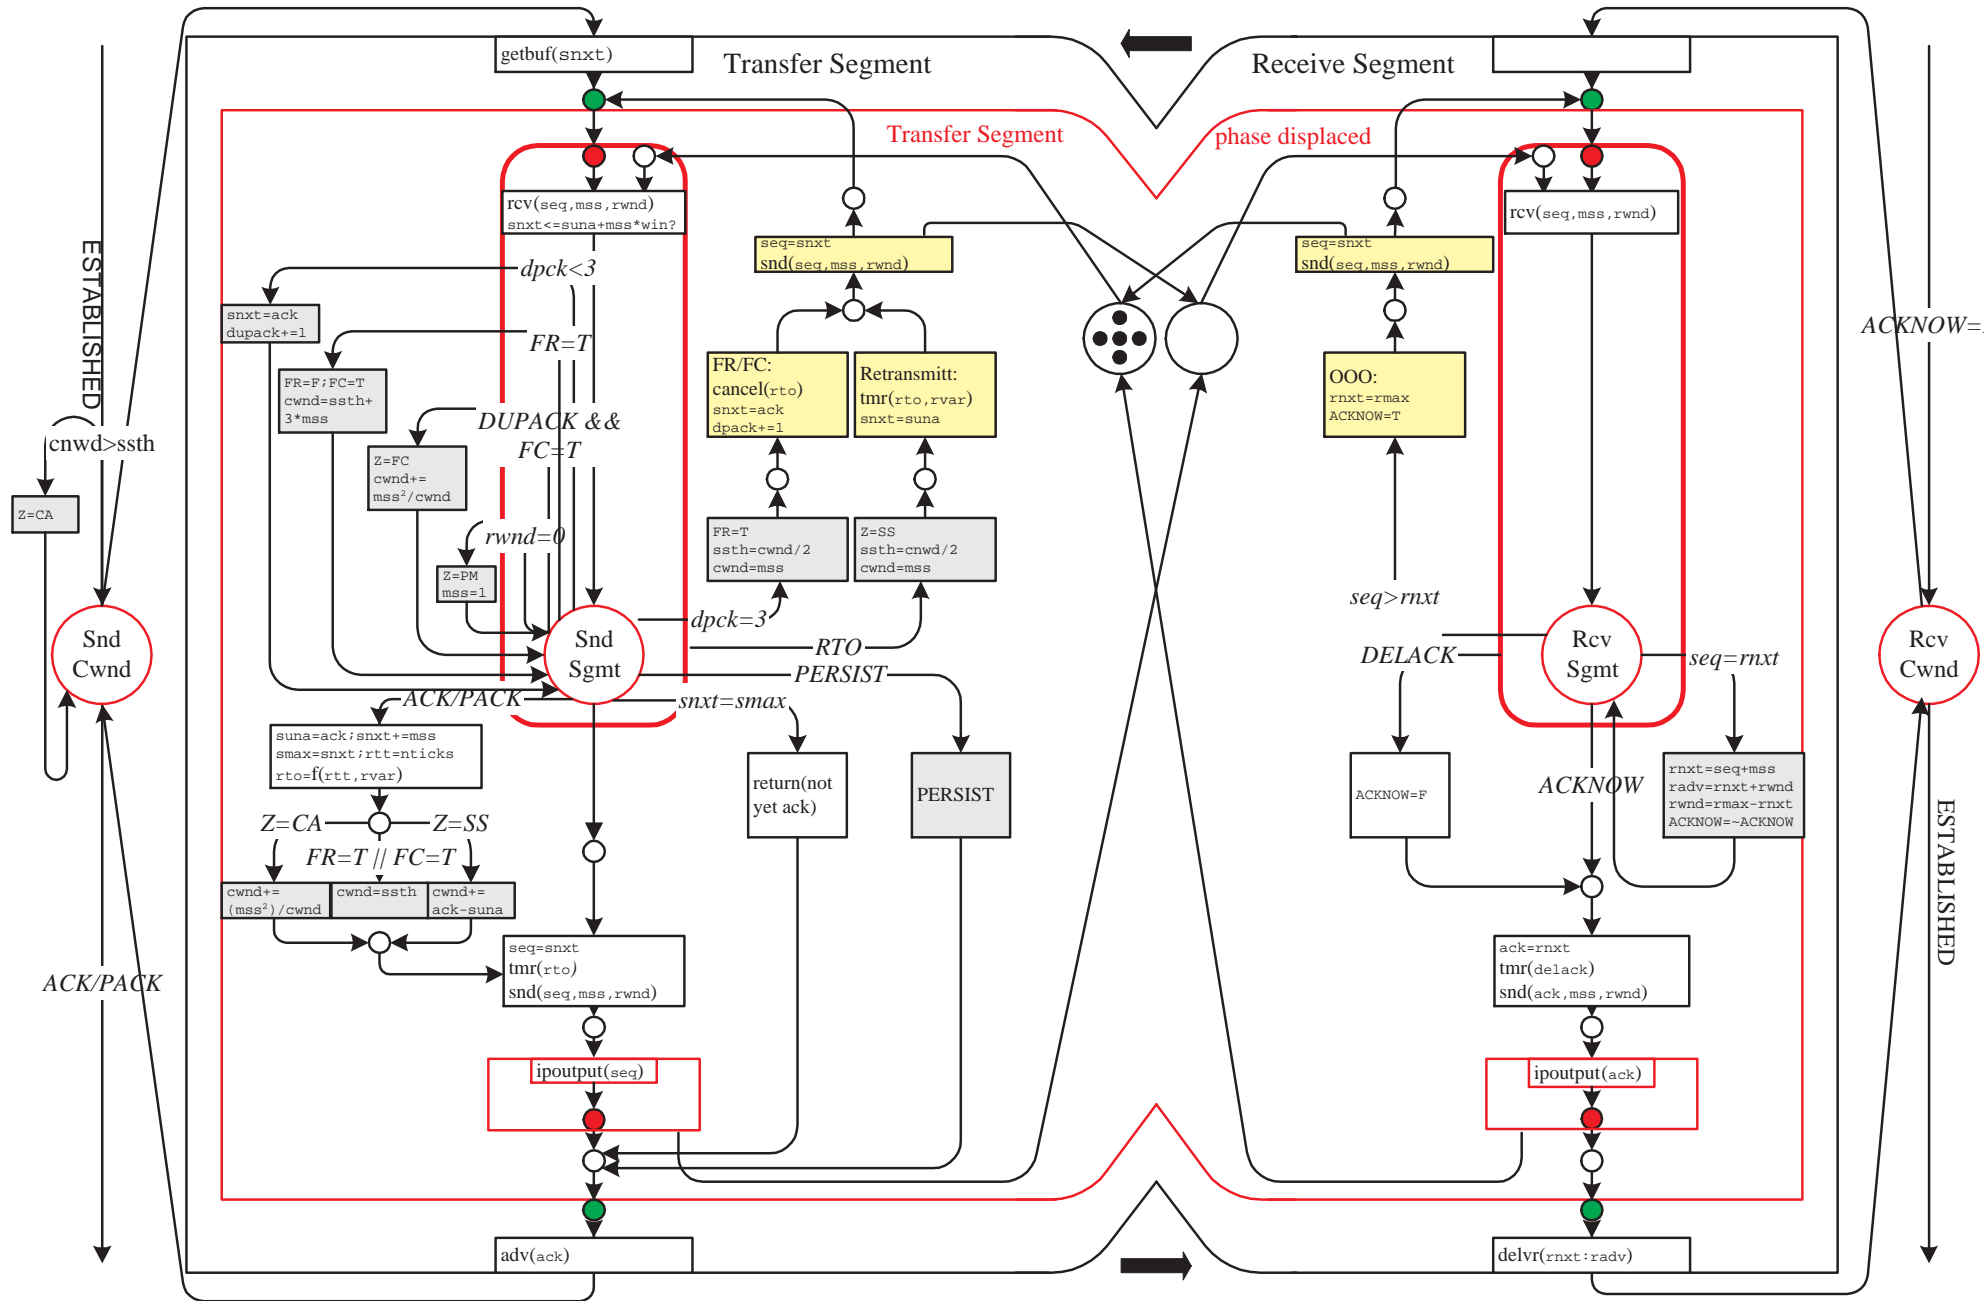 getbuf(snxt)
Transfer Segment
Receive Segment
Transfer Segment
phase displaced
rcv(seq,mss,rwnd)
snxt<=suna+mss*win?
rcv(seq,mss,rwnd)
seq=snxt
snd(seq,mss,rwnd)
seq=snxt
snd(seq,mss,rwnd)
ESTABLISHED
dpck<3
snxt=ack
dupack+=1
FR=T
ACKNOW=
FR=F;FC=T
cwnd=ssth+
3*mss
FR/FC:
cancel(rto)
snxt=ack
dpack+=1
Retransmitt:
tmr(rto,rvar)
snxt=suna
OOO:
rnxt=rmax
ACKNOW=T
DUPACK &&
FC=T
cnwd>ssth
Z=FC
cwnd+=
mss²/cwnd
Z=CA
rwnd=0
FR=T
ssth=cwnd/2
cwnd=mss
Z=SS
ssth=cnwd/2
cwnd=mss
Z=PM
mss=1
seq>rnxt
dpck=3
Snd
Cwnd
Snd
Sgmt
RTO
PERSIST
DELACK
Rcv
Sgmt
seq=rnxt
Rcv
Cwnd
ACK/PACK
snxt=smax
suna=ack;snxt+=mss
smax=snxt;rtt=nticks
rto=f(rtt,rvar)
return(not
yet ack)
PERSIST
ACKNOW=F
ACKNOW
rnxt=seq+mss
radv=rnxt+rwnd
rwnd=rmax-rnxt
ACKNOW=~ACKNOW
Z=CA
Z=SS
FR=T // FC=T
ESTABLISHED
cwnd+=
(mss²)/cwnd
cwnd=ssth
cwnd+=
ack-suna
ACK/PACK
seq=snxt
tmr(rto)
snd(seq,mss,rwnd)
ack=rnxt
tmr(delack)
snd(ack,mss,rwnd)
ipoutput(seq)
ipoutput(ack)
adv(ack)
delvr(rnxt:radv)